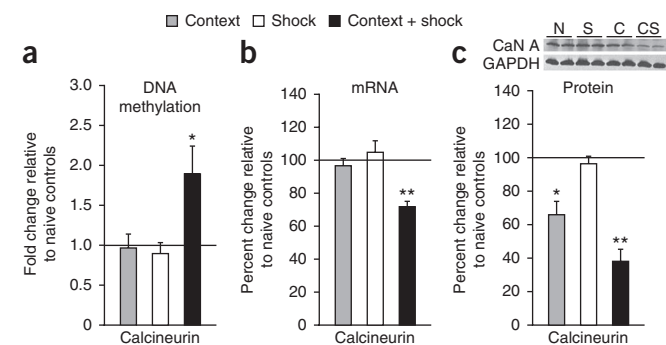 Context Shock Context + shock
a
DNA
methylation
Fold change relative
to naive controls
3.0
2.5
2.0
1.5
1.0
0.5
0
*
Calcineurin
b
mRNA
Percent change relative
to naive controls
140
120
100
80
60
40
20
0
**
Calcineurin
c
N S C CS
CaN A
GAPDH
Protein
Percent change relative
to naive controls
140
120
100
80
60
40
20
0
*
**
Calcineurin